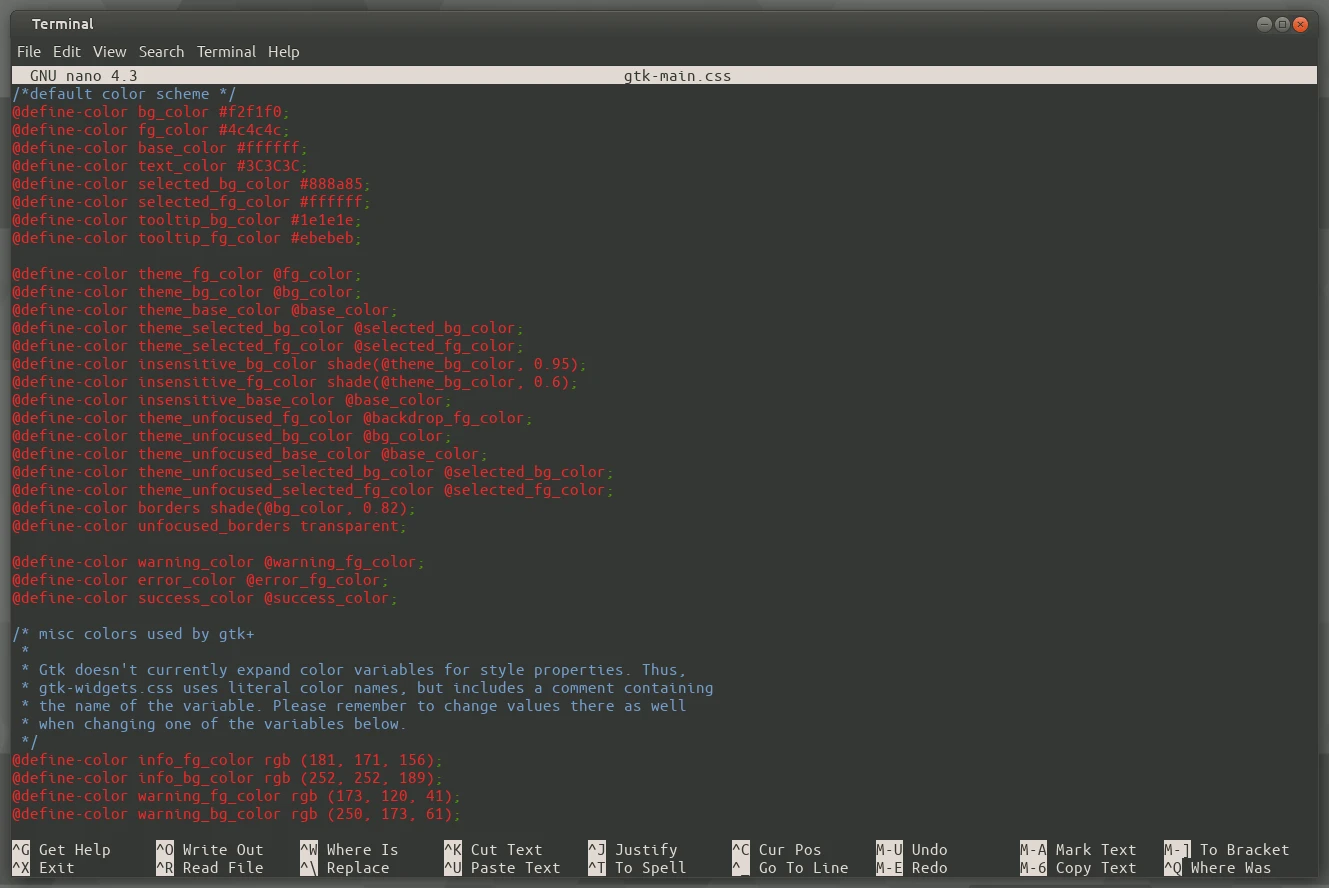 Terminal
File Edit View Search Terminal Help
GNU nano 4.3 gtk-main.css
/*default color scheme */
@define-color bg_color #f2f1f0;
@define-color fg_color #4c4c4c;
@define-color base_color #ffffff;
@define-color text_color #3C3C3C;
@define-color selected_bg_color #888a85;
@define-color selected_fg_color #ffffff;
@define-color tooltip_bg_color #1e1e1e;
@define-color tooltip_fg_color #ebebeb;
@define-color theme_fg_color @fg_color;
@define-color theme_bg_color @bg_color;
@define-color theme_base_color @base_color;
@define-color theme_selected_bg_color @selected_bg_color;
@define-color theme_selected_fg_color @selected_fg_color;
@define-color insensitive_bg_color shade(@theme_bg_color, 0.95);
@define-color insensitive_fg_color shade(@theme_bg_color, 0.6);
@define-color insensitive_base_color @base_color;
@define-color theme_unfocused_fg_color @backdrop_fg_color;
@define-color theme_unfocused_bg_color @bg_color;
@define-color theme_unfocused_base_color @base_color;
@define-color theme_unfocused_selected_bg_color @selected_bg_color;
@define-color theme_unfocused_selected_fg_color @selected_fg_color;
@define-color borders shade(@bg_color, 0.82);
@define-color unfocused_borders transparent;
@define-color warning_color @warning_fg_color;
@define-color error_color @error_fg_color;
@define-color success_color @success_color;
/* misc colors used by gtk+
*
* Gtk doesn't currently expand color variables for style properties. Thus,
* gtk-widgets.css uses literal color names, but includes a comment containing
* the name of the variable. Please remember to change values there as well
* when changing one of the variables below.
*/
@define-color info_fg_color rgb (181, 171, 156);
@define-color info_bg_color rgb (252, 252, 189);
@define-color warning_fg_color rgb (173, 120, 41);
@define-color warning_bg_color rgb (250, 173, 61);
^G Get Help ^O Write Out ^W Where Is ^K Cut Text ^J Justify ^C Cur Pos M-U Undo M-A Mark Text M-] To Bracket
^X Exit ^R Read File ^\ Replace ^U Paste Text ^T To Spell ^_ Go To Line M-E Redo M-6 Copy Text ^Q Where Was